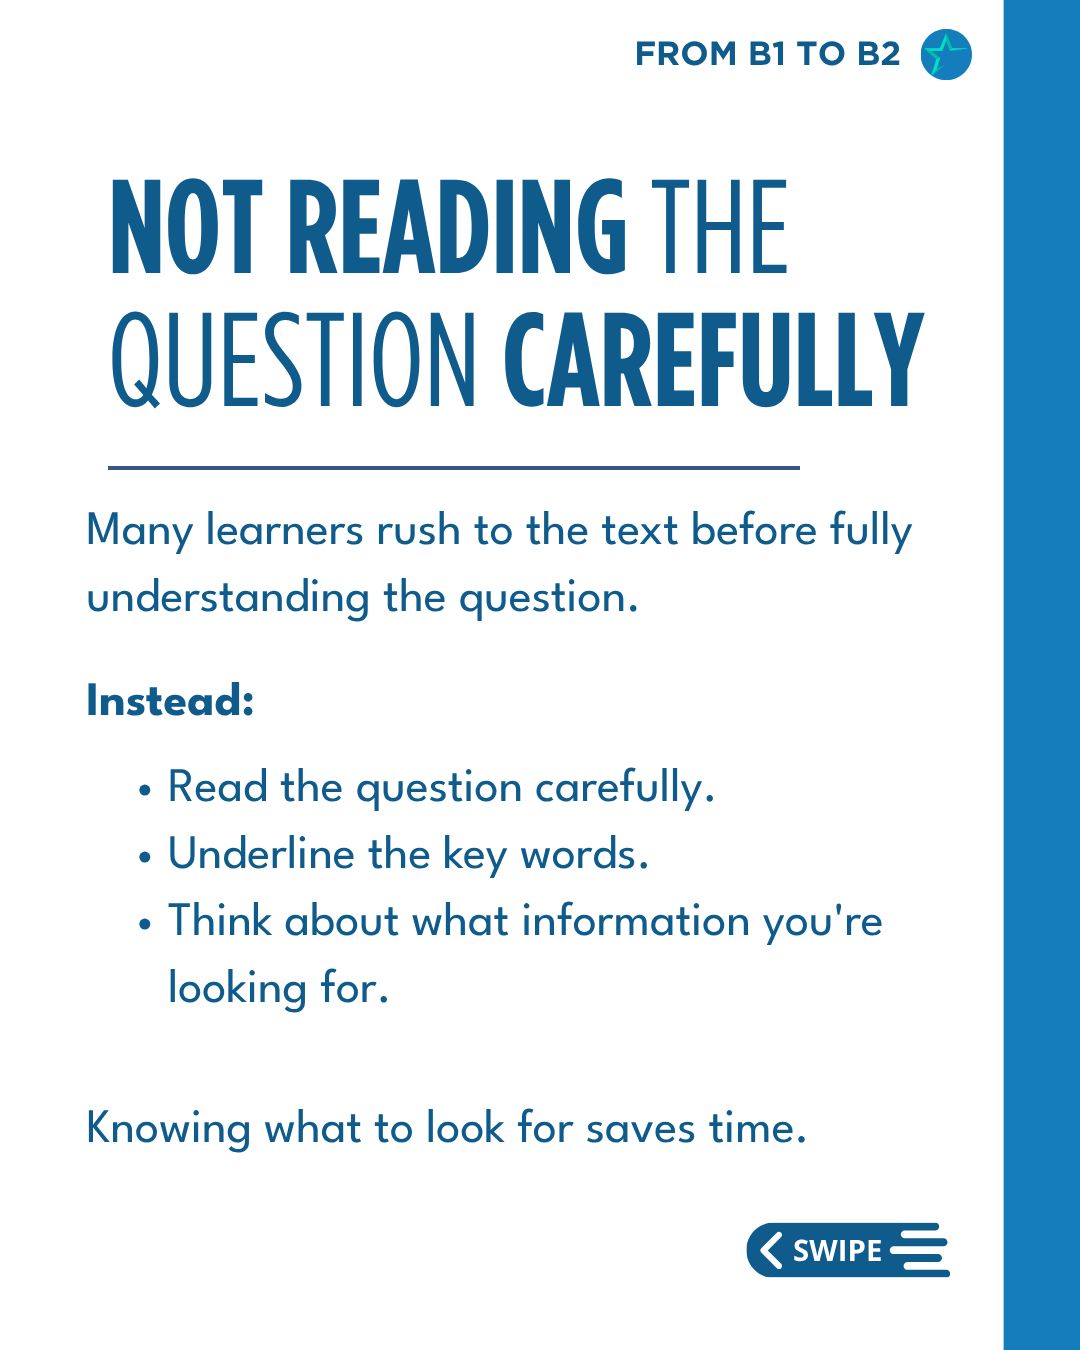 FROM B1 TO B2
NOT READING THE
QUESTION CAREFULLY
Many learners rush to the text before fully
understanding the question.
Instead:
• Read the question carefully.
• Underline the key words.
• Think about what information you're
looking for.
Knowing what to look for saves time.
SWIPE